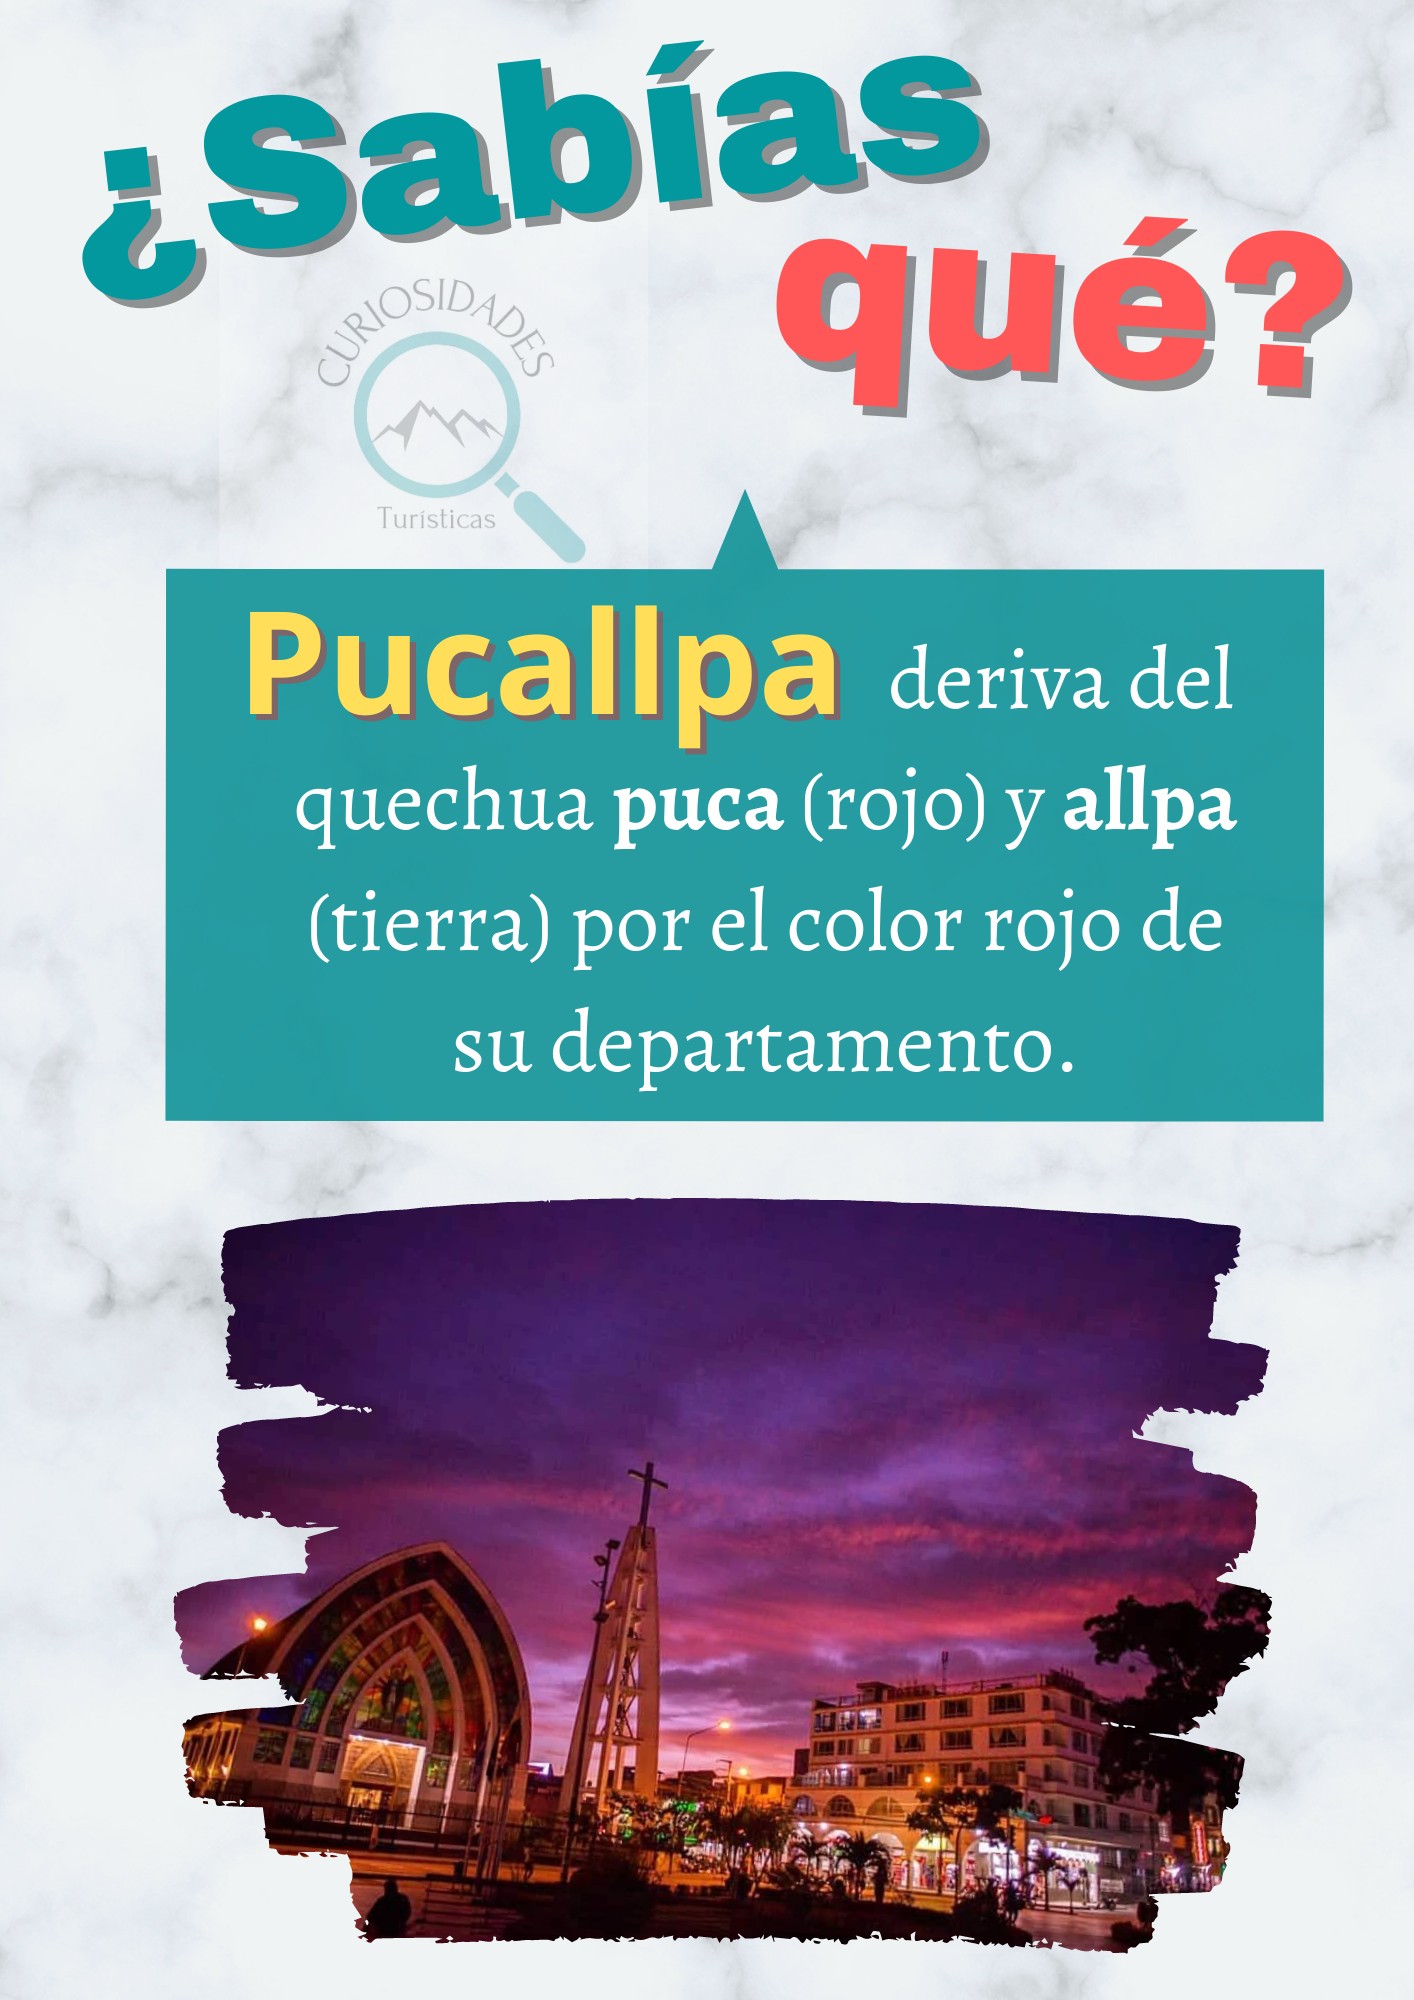 ¿Sabías
qué?
CURIOSIDADES
Turísticas
Pucallpa deriva del
quechua puca (rojo) y allpa
(tierra) por el color rojo de
su departamento.